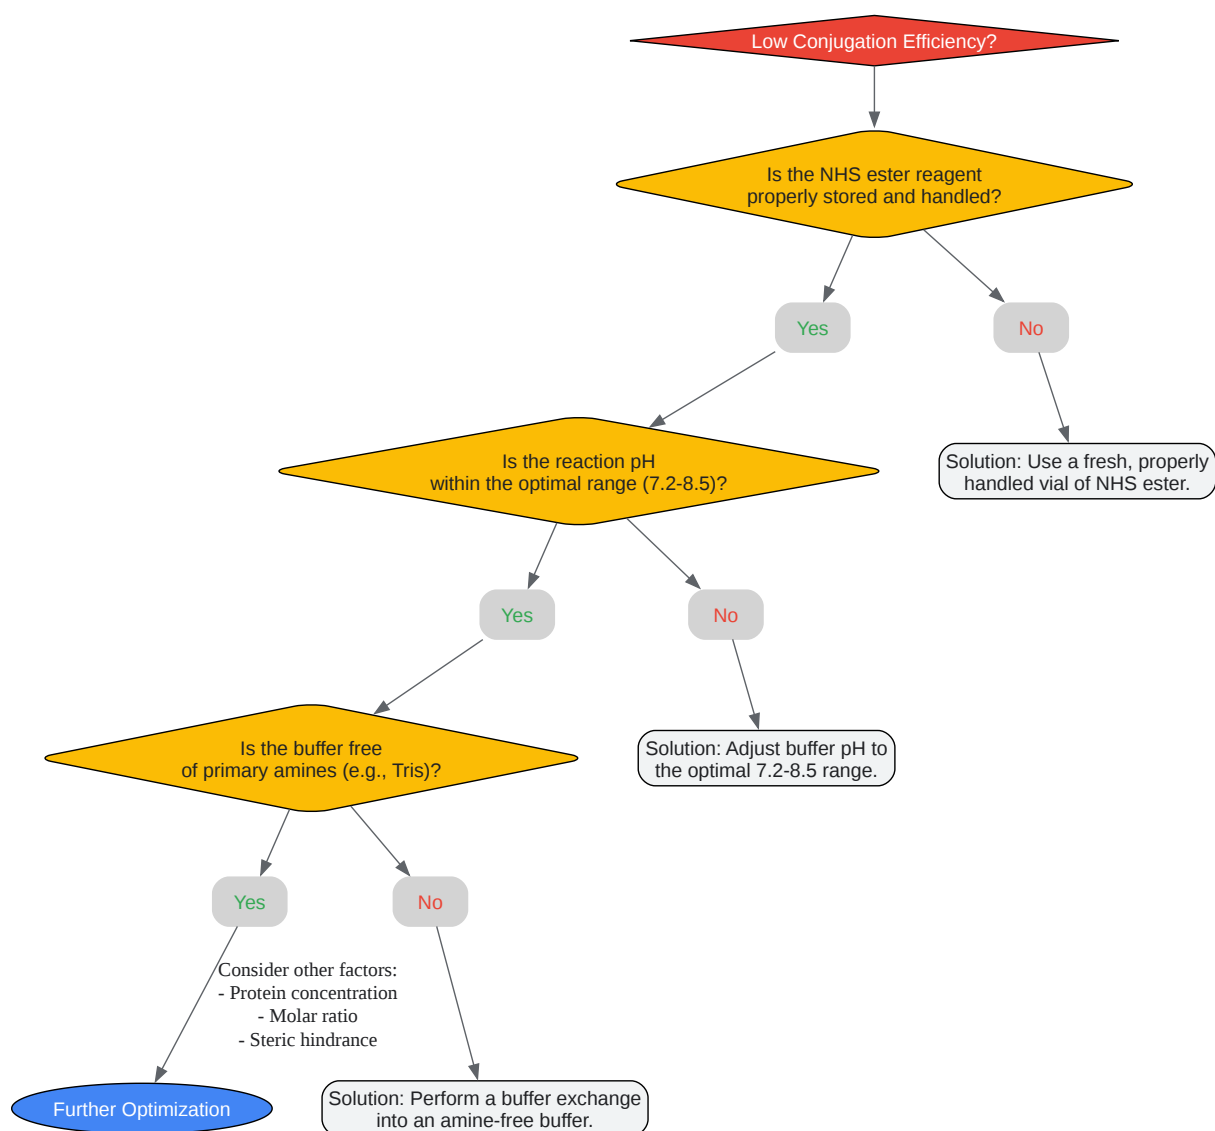 Low Conjugation Efficiency?
Is the NHS ester reagent
properly stored and handled?
Yes
No
Is the reaction pH
within the optimal range (7.2-8.5)?
Solution: Use a fresh, properly
handled vial of NHS ester.
Yes
No
Is the buffer free
of primary amines (e.g., Tris)?
Solution: Adjust buffer pH to
the optimal 7.2-8.5 range.
Yes
No
Consider other factors:
- Protein concentration
- Molar ratio
- Steric hindrance
Further Optimization
Solution: Perform a buffer exchange
into an amine-free buffer.